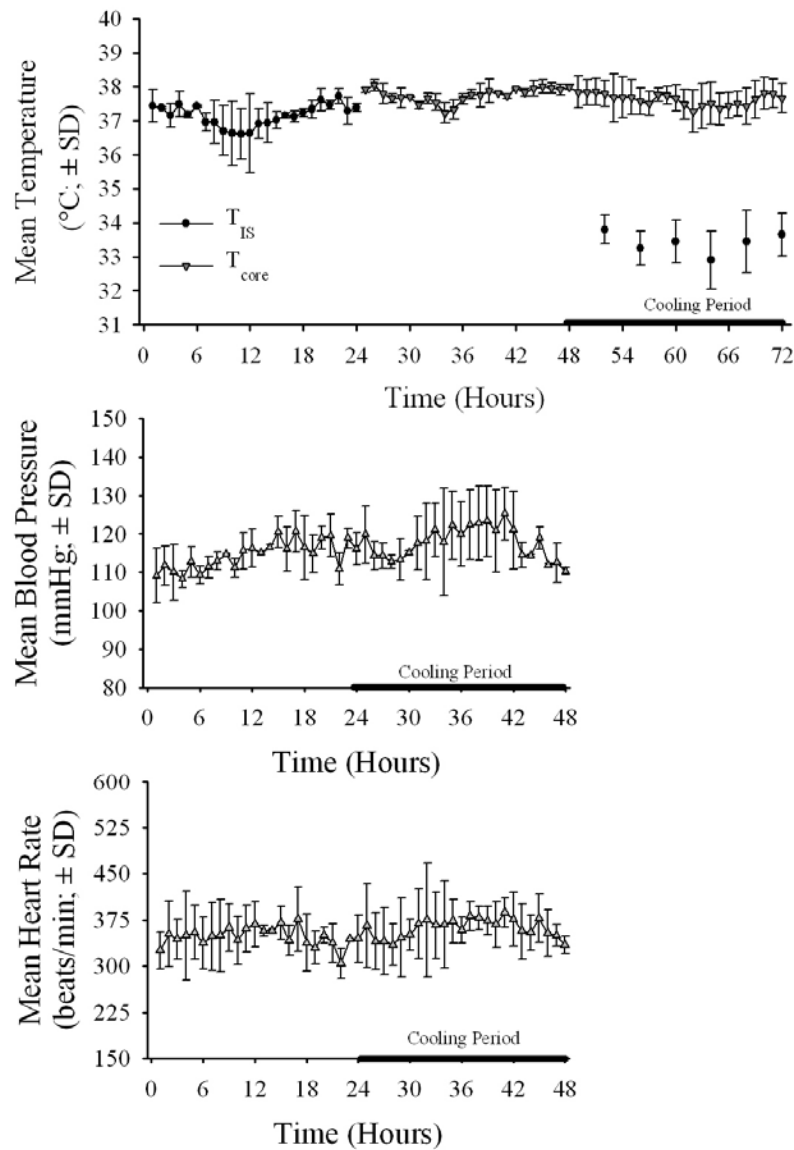 40
39
38
37
36
35
34
33
32
31
Mean Temperature
(°C; ± SD)
T IS
T core
Cooling Period
0 6 12 18 24 30 36 42 48 54 60 66 72
Time (Hours)
150
140
130
120
110
100
90
80
Mean Blood Pressure
(mmHg; ± SD)
Cooling Period
0 6 12 18 24 30 36 42 48
Time (Hours)
600
525
450
375
300
225
150
Mean Heart Rate
(beats/min; ± SD)
Cooling Period
0 6 12 18 24 30 36 42 48
Time (Hours)